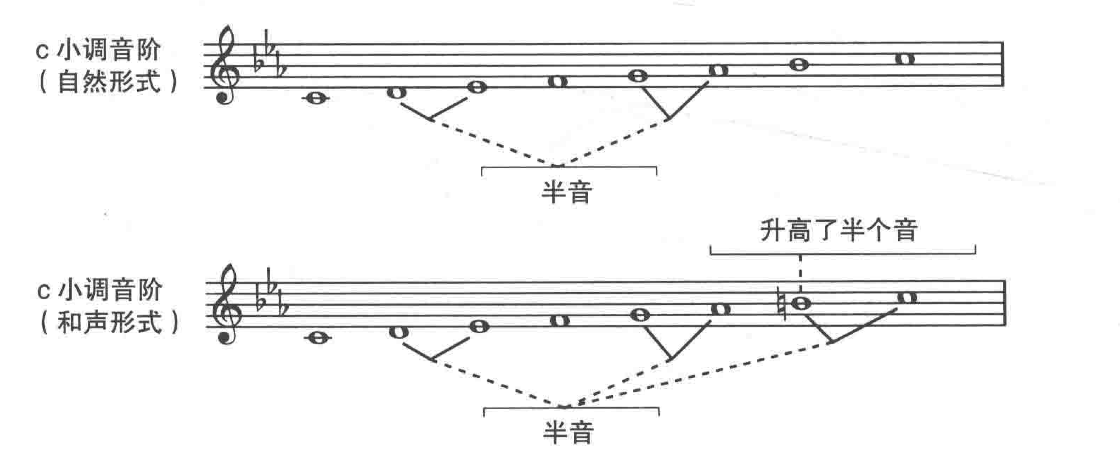 c 小调音阶
（自然形式）
半音
升高了半个音
c 小调音阶
（和声形式）
半音